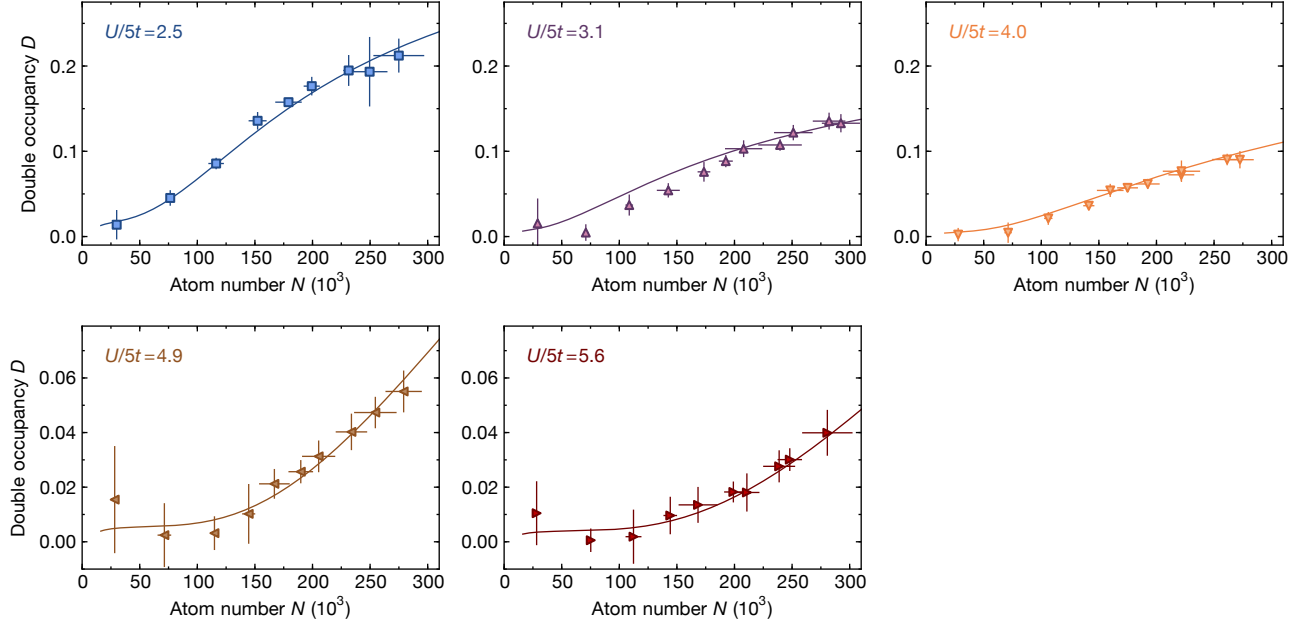 U/5t=2.5
Double occupancy D
0.2
0.1
0.0
0 50 100 150 200 250 300
Atom number N (10³)
U/5t=3.1
0.2
0.1
0.0
0 50 100 150 200 250 300
Atom number N (10³)
U/5t=4.0
0.2
0.1
0.0
0 50 100 150 200 250 300
Atom number N (10³)
U/5t=4.9
Double occupancy D
0.06
0.04
0.02
0.00
0 50 100 150 200 250 300
Atom number N (10³)
U/5t=5.6
0.06
0.04
0.02
0.00
0 50 100 150 200 250 300
Atom number N (10³)